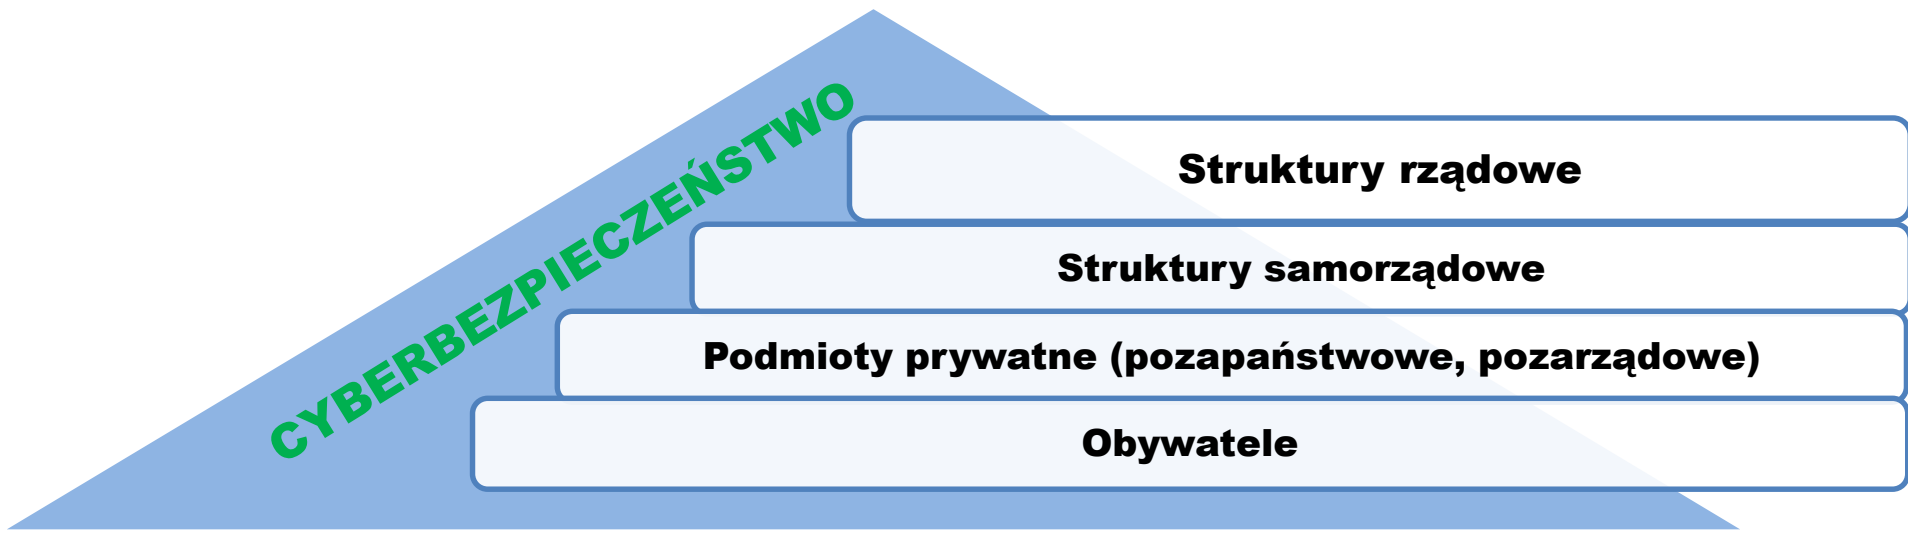 CYBERBEZPIECZEŃSTWO
Struktury rządowe
Struktury samorządowe
Podmioty prywatne (pozapaństwowe, pozarządowe)
Obywatele